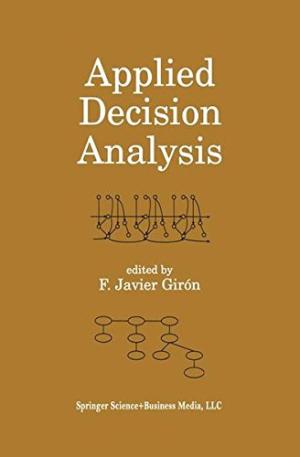 Applied
Decision
Analysis
edited by
F. Javier Girón
Springer Science+Business Media, LLC